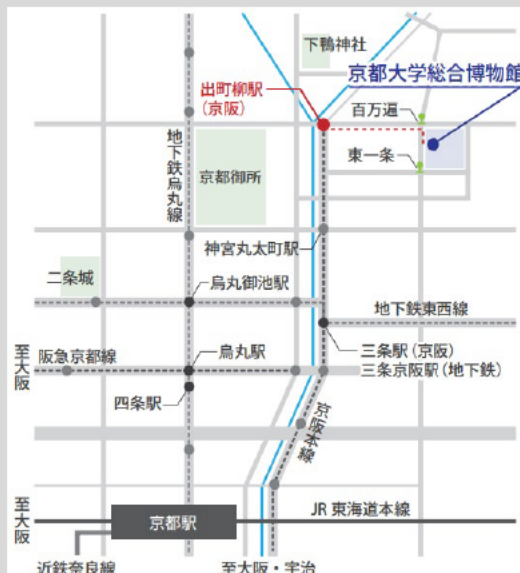 下鴨神社
京都大学総合博物館
出町柳駅
(京阪)
百万遍
地下鉄烏丸線
京都御所
東一条
神宮丸太町駅
二条城
烏丸御池駅
地下鉄東西線
至大阪
阪急京都線
烏丸駅
三条駅(京阪)
三条京阪駅(地下鉄)
四条駅
京阪本線
至大阪
京都駅
JR東海道本線
近鉄奈良線
至大阪・宇治